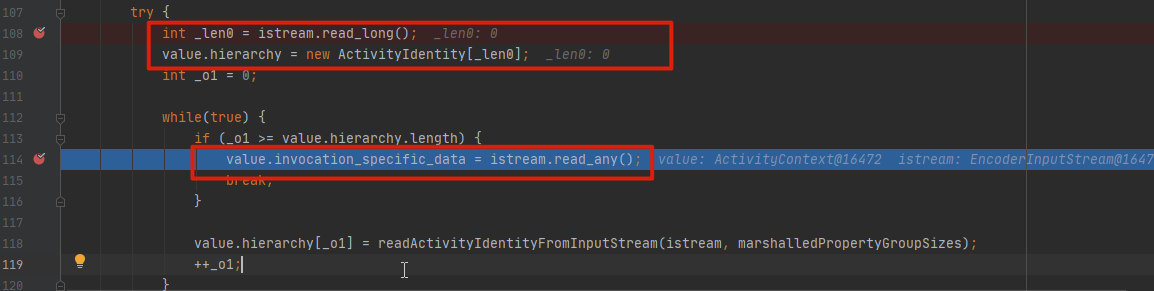 107 try {
108 int _len0 = istream.read_long(); _len0: 0
109 value.hierarchy = new ActivityIdentity[_len0]; _len0: 0
110 int _o1 = 0;
111
112 while(true) {
113 if (_o1 >= value.hierarchy.length) {
114 value.invocation_specific_data = istream.read_any(); value: ActivityContext@16472 istream: EncoderInputStream@1647
115 break;
116 }
117
118 value.hierarchy[_o1] = readActivityIdentityFromInputStream(istream, marshalledPropertyGroupSizes);
119 ++_o1;
120 }